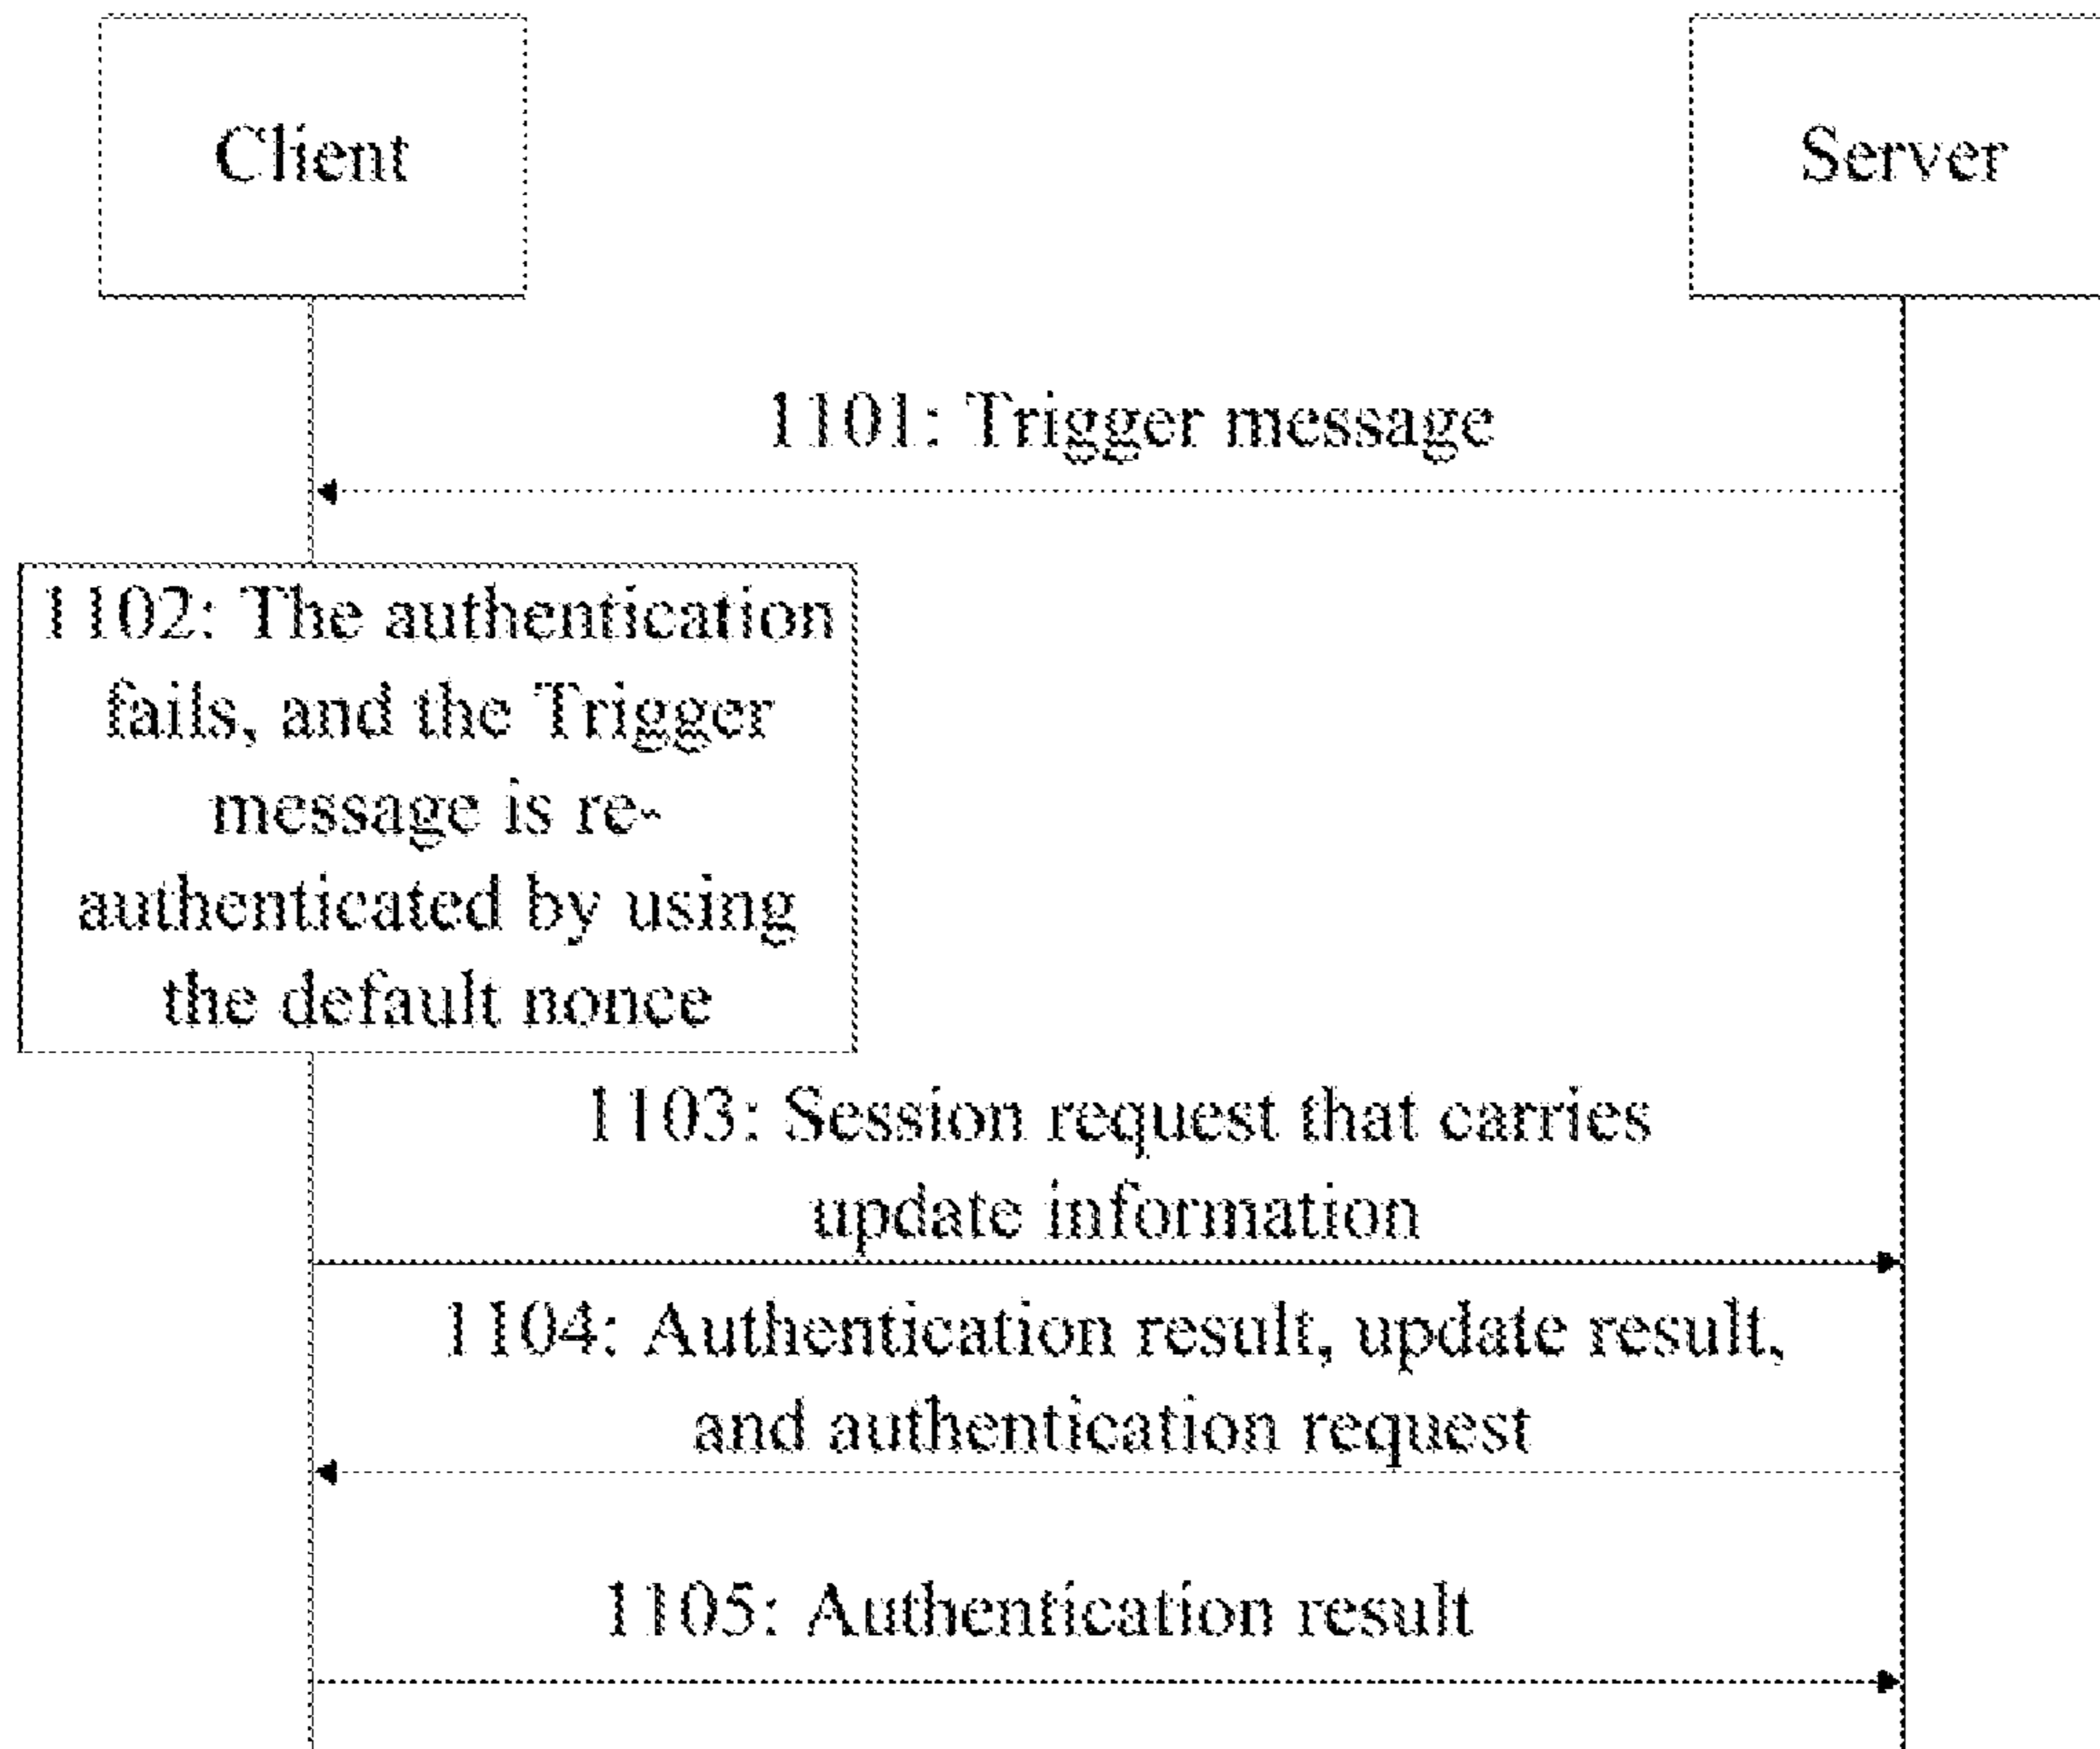 Client
Server
1101: Trigger message
1102: The authentication
fails, and the Trigger
message is re-
authenticated by using
the default nonce
1103: Session request that carries
update information
1104: Authentication result, update result,
and authentication request
1105: Authentication result